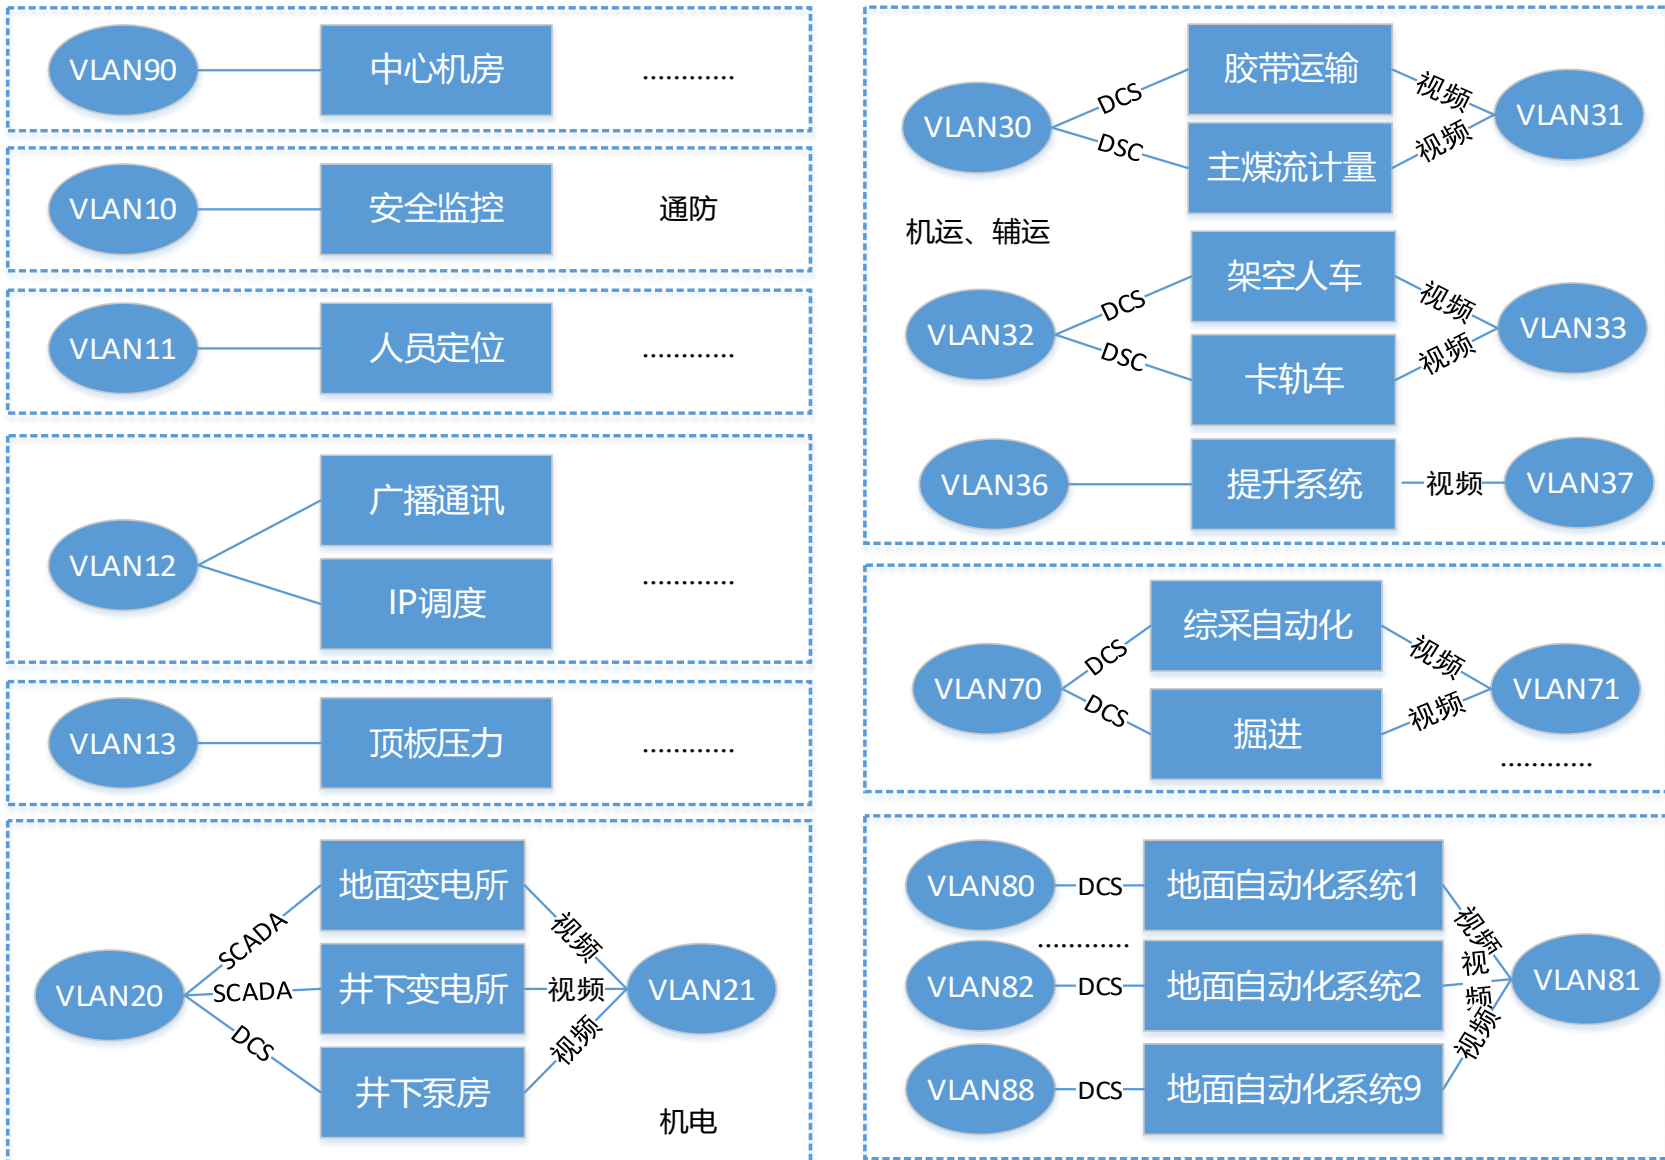 VLAN90
中心机房
............
VLAN10
安全监控
通防
VLAN11
人员定位
............
VLAN12
广播通讯
IP调度
............
VLAN13
顶板压力
............
VLAN20
SCADA
SCADA
DCS
地面变电所
井下变电所
井下泵房
视频
视频
视频
VLAN21
机电
VLAN30
DCS
DSC
胶带运输
主煤流计量
视频
视频
VLAN31
机运、辅运
VLAN32
DCS
DSC
架空人车
卡轨车
视频
视频
VLAN33
VLAN36
提升系统
视频
VLAN37
VLAN70
DCS
DCS
综采自动化
掘进
视频
视频
VLAN71
............
VLAN80
DCS
地面自动化系统1
............
VLAN82
DCS
地面自动化系统2
VLAN88
DCS
地面自动化系统9
视频
视
频
视频
VLAN81